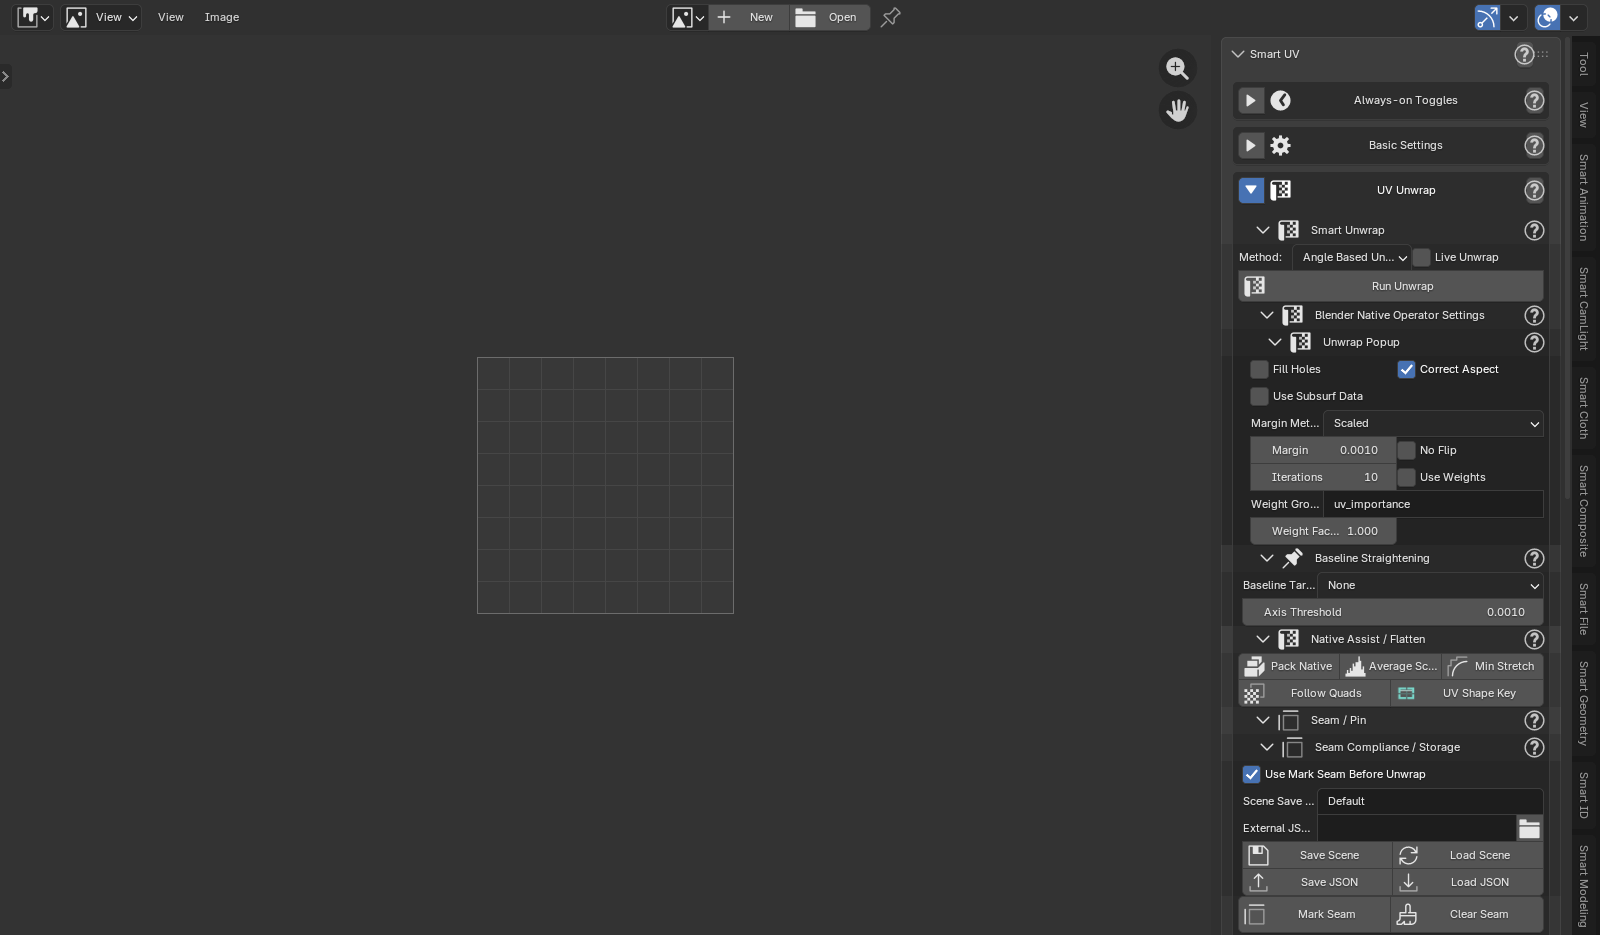 View View Image New Open
Smart UV
Always-on Toggles
Basic Settings
UV Unwrap
Smart Unwrap
Method: Angle Based Un... Live Unwrap
Run Unwrap
Blender Native Operator Settings
Unwrap Popup
Fill Holes Correct Aspect
Use Subsurf Data
Margin Met... Scaled
Margin 0.0010 No Flip
Iterations 10 Use Weights
Weight Gro... uv_importance
Weight Fac... 1.000
Baseline Straightening
Baseline Tar... None
Axis Threshold 0.0010
Native Assist / Flatten
Pack Native Average Sc... Min Stretch
Follow Quads UV Shape Key
Seam / Pin
Seam Compliance / Storage
Use Mark Seam Before Unwrap
Scene Save ... Default
External JS...
Save Scene Load Scene
Save JSON Load JSON
Mark Seam Clear Seam
Tool
View
Smart Animation
Smart CamLight
Smart Cloth
Smart Composite
Smart File
Smart Geometry
Smart ID
Smart Modeling